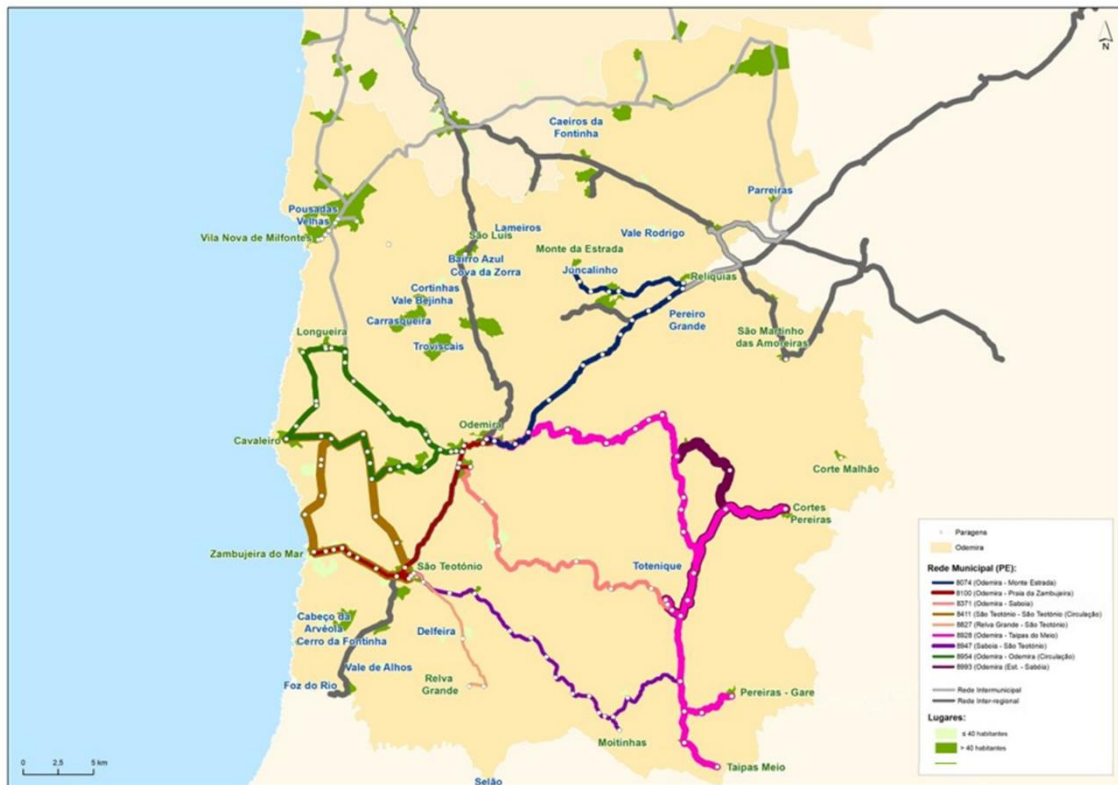 N
Caeiros da
Fontinha
Parreiras
Pousadas
Velhas
Vila Nova de Milfontes
Lameiros
São Luis
Vale Rodrigo
Monte da Estrada
Bairro Azul
Cova da Zorra
Juncalinho
Relíquias
Cortinhas
Vale Bejinha
Pereiro
Grande
Carrasqueira
São Martinho
das Amoreiras
Longueira
Troviscais
Odemira
Cavaleiro
Corte Malhão
Cortes
Pereiras
Zambujeira do Mar
São Teotónio
Totenique
Cabeço da
Arvéola
Cerro da Fontinha
Delfeira
Vale de Alhos
Foz do Rio
Relva
Grande
Pereiras - Gare
Moitinhas
Taipas Meio
Selão
0 2,5 5 km
Paragens
Odemira
Rede Municipal (PE):
8074 (Odemira - Monte Estrada)
8100 (Odemira - Praia da Zambujeira)
8371 (Odemira - Saboia)
8411 (São Teotónio - São Teotónio (Circulação)
8827 (Relva Grande - São Teotónio)
8928 (Odemira - Taipas do Meio)
8947 (Saboia - São Teotónio)
8954 (Odemira - Odemira (Circulação)
8993 (Odemira (Est. - Sabóia)
Rede Intermunicipal
Rede Inter-regional
Lugares:
≤ 40 habitantes
> 40 habitantes